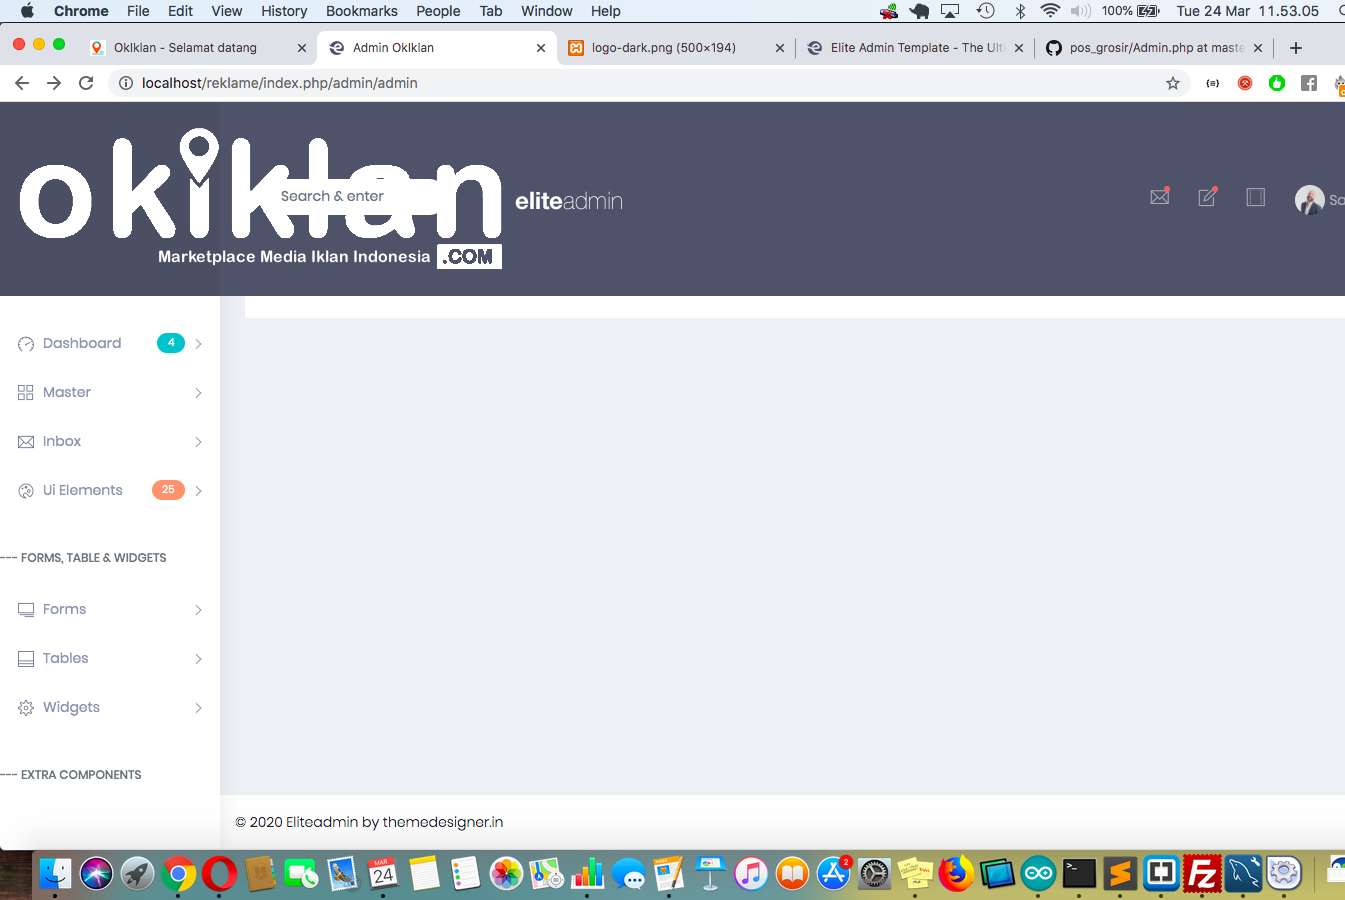 Chrome File Edit View History Bookmarks People Tab Window Help 100% Tue 24 Mar 11.53.05
OkIklan - Selamat datang Admin OkIklan logo-dark.png (500×194) Elite Admin Template - The Ulti pos_grosir/Admin.php at maste
localhost/reklame/index.php/admin/admin
okiklan
Search & enter
eliteadmin
Sa
Marketplace Media Iklan Indonesia .COM
Dashboard 4
Master
Inbox
Ui Elements 25
--- FORMS, TABLE & WIDGETS
Forms
Tables
Widgets
--- EXTRA COMPONENTS
© 2020 Eliteadmin by themedesigner.in
MAR
24
2